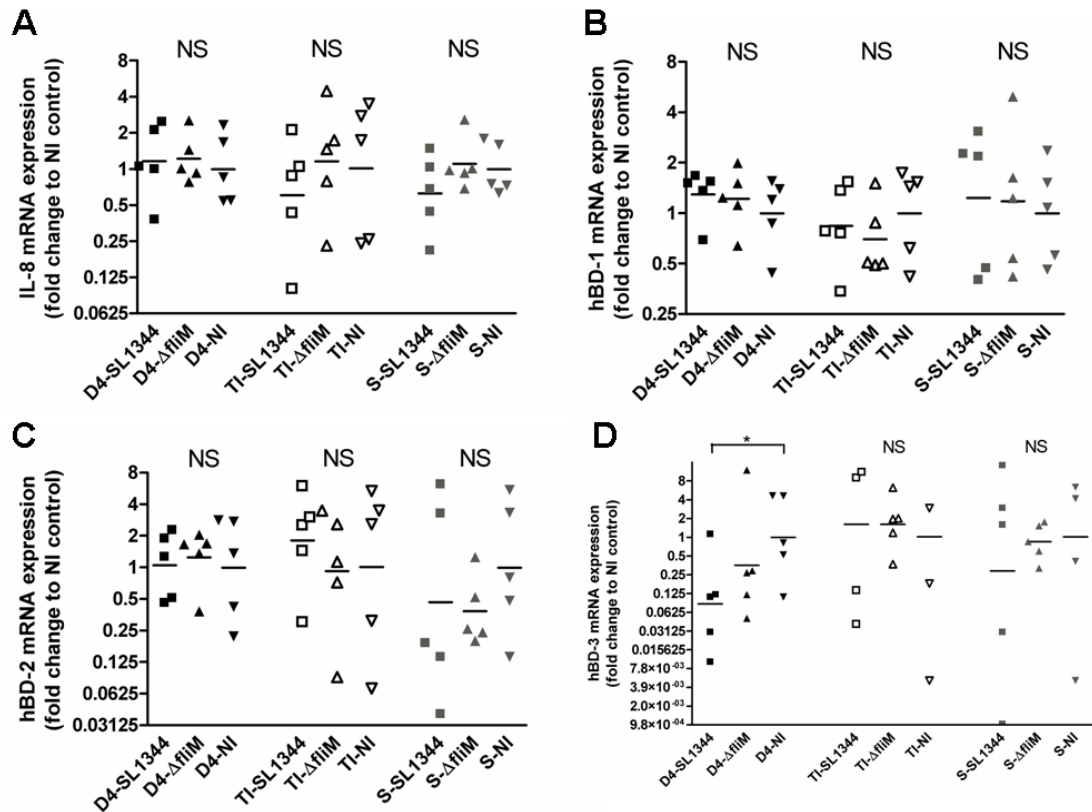 A
NS
NS
NS
IL-8 mRNA expression
(fold change to NI control)
8
4
2
1
0.5
0.25
0.125
0.0625
D4-SL1344
D4-ΔfliM
D4-NI
TI-SL1344
TI-ΔfliM
TI-NI
S-SL1344
S-ΔfliM
S-NI
B
NS
NS
NS
hBD-1 mRNA expression
(fold change to NI control)
8
4
2
1
0.5
0.25
D4-SL1344
D4-ΔfliM
D4-NI
TI-SL1344
TI-ΔfliM
TI-NI
S-SL1344
S-ΔfliM
S-NI
C
NS
NS
NS
hBD-2 mRNA expression
(fold change to NI control)
8
4
2
1
0.5
0.25
0.125
0.0625
0.03125
D4-SL1344
D4-ΔfliM
D4-NI
TI-SL1344
TI-ΔfliM
TI-NI
S-SL1344
S-ΔfliM
S-NI
D
*
NS
NS
hBD-3 mRNA expression
(fold change to NI control)
8
4
2
1
0.5
0.25
0.125
0.0625
0.03125
0.015625
7.8×10⁻⁰³
3.9×10⁻⁰³
2.0×10⁻⁰³
9.8×10⁻⁰⁴
D4-SL1344
D4-ΔfliM
D4-NI
TI-SL1344
TI-ΔfliM
TI-NI
S-SL1344
S-ΔfliM
S-NI